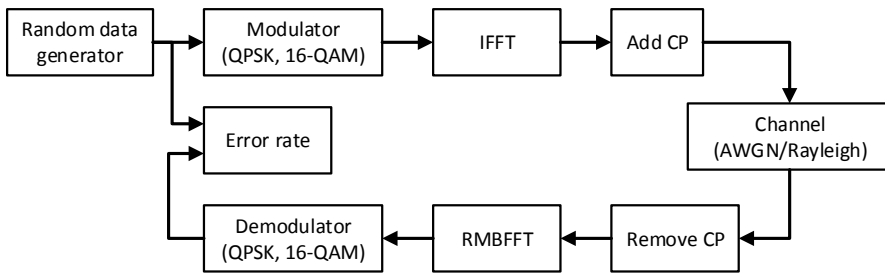 Random data
generator
Modulator
(QPSK, 16-QAM)
IFFT
Add CP
Channel
(AWGN/Rayleigh)
Error rate
Demodulator
(QPSK, 16-QAM)
RMBFFT
Remove CP